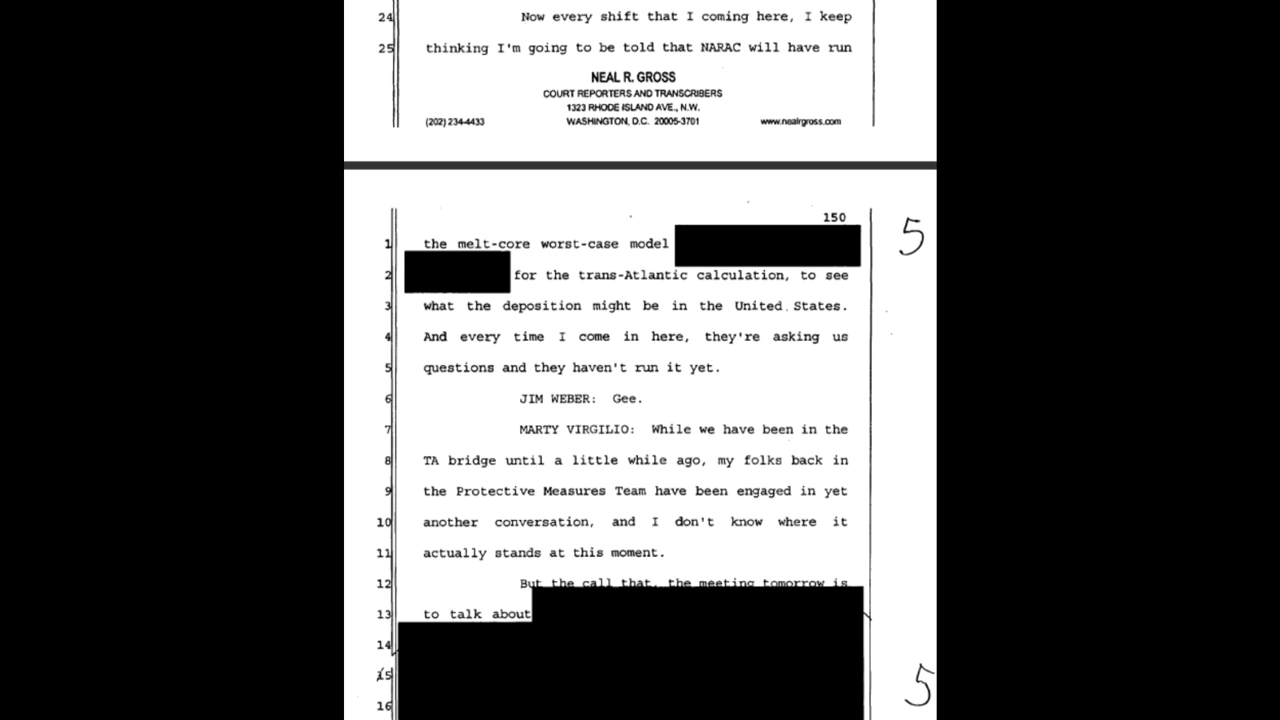 24 Now every shift that I coming here, I keep
25 thinking I'm going to be told that NARAC will have run
NEAL R. GROSS
COURT REPORTERS AND TRANSCRIBERS
1323 RHODE ISLAND AVE., N.W.
(202) 234-4433 WASHINGTON, D.C. 20005-3701 www.nealrgross.com
150
5
1 the melt-core worst-case model
2 for the trans-Atlantic calculation, to see
3 what the deposition might be in the United States.
4 And every time I come in here, they're asking us
5 questions and they haven't run it yet.
6 JIM WEBER: Gee.
7 MARTY VIRGILIO: While we have been in the
8 TA bridge until a little while ago, my folks back in
9 the Protective Measures Team have been engaged in yet
10 another conversation, and I don't know where it
11 actually stands at this moment.
12 But the call that, the meeting tomorrow is
13 to talk about
14
15
5
16